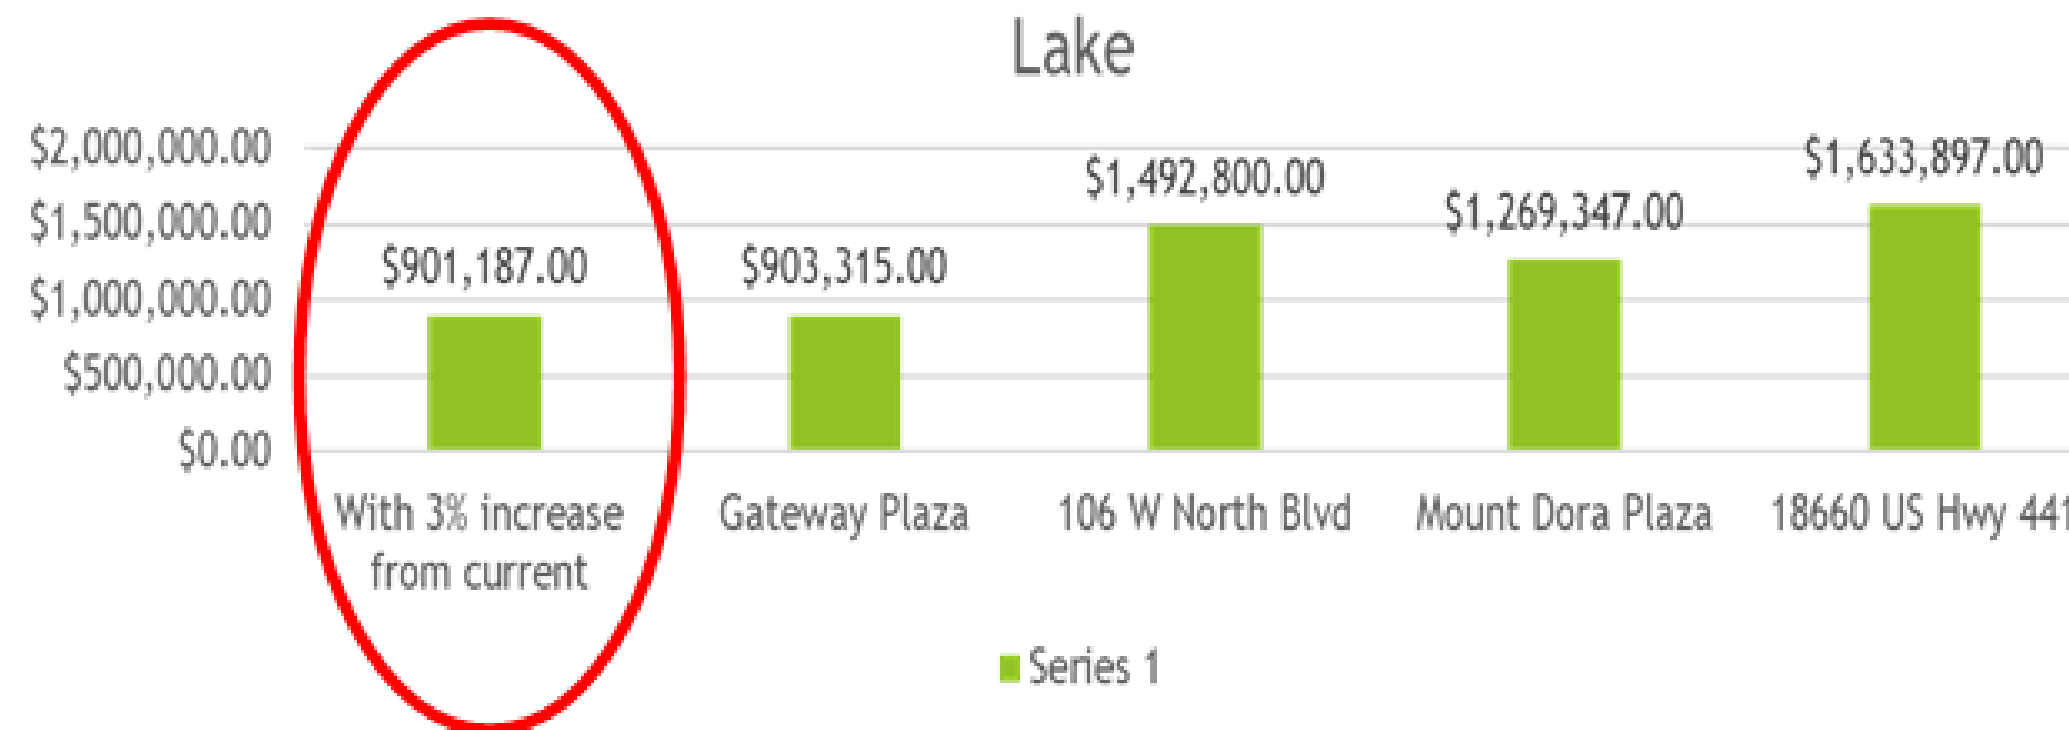 Lake
$2,000,000.00
$1,500,000.00
$1,000,000.00
$500,000.00
$0.00
$901,187.00
$903,315.00
$1,492,800.00
$1,269,347.00
$1,633,897.00
With 3% increase
from current
Gateway Plaza
106 W North Blvd
Mount Dora Plaza
18660 US Hwy 441
Series 1